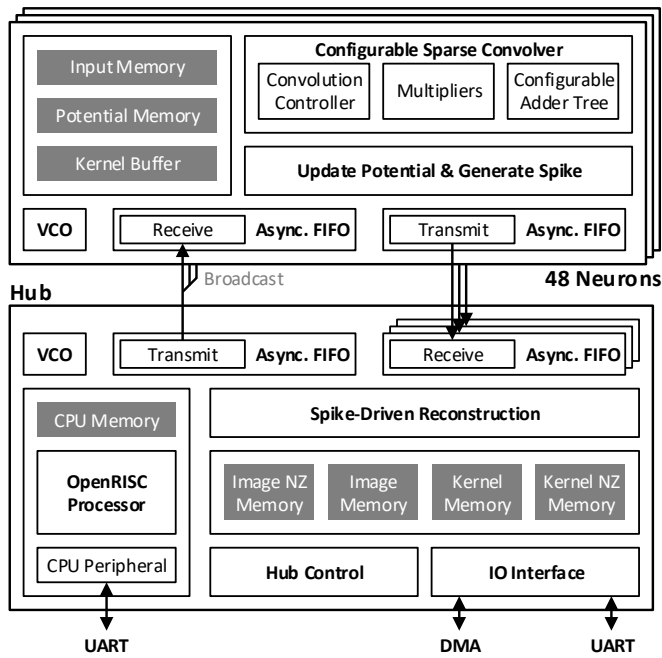 Configurable Sparse Convolver
Input Memory
Potential Memory
Kernel Buffer
Convolution
Controller
Multipliers
Configurable
Adder Tree
Update Potential & Generate Spike
VCO
Receive
Async. FIFO
Transmit
Async. FIFO
Broadcast
48 Neurons
Hub
VCO
Transmit
Async. FIFO
Receive
Async. FIFO
CPU Memory
OpenRISC
Processor
CPU Peripheral
Spike-Driven Reconstruction
Image NZ
Memory
Image
Memory
Kernel
Memory
Kernel NZ
Memory
Hub Control
IO Interface
UART
DMA
UART